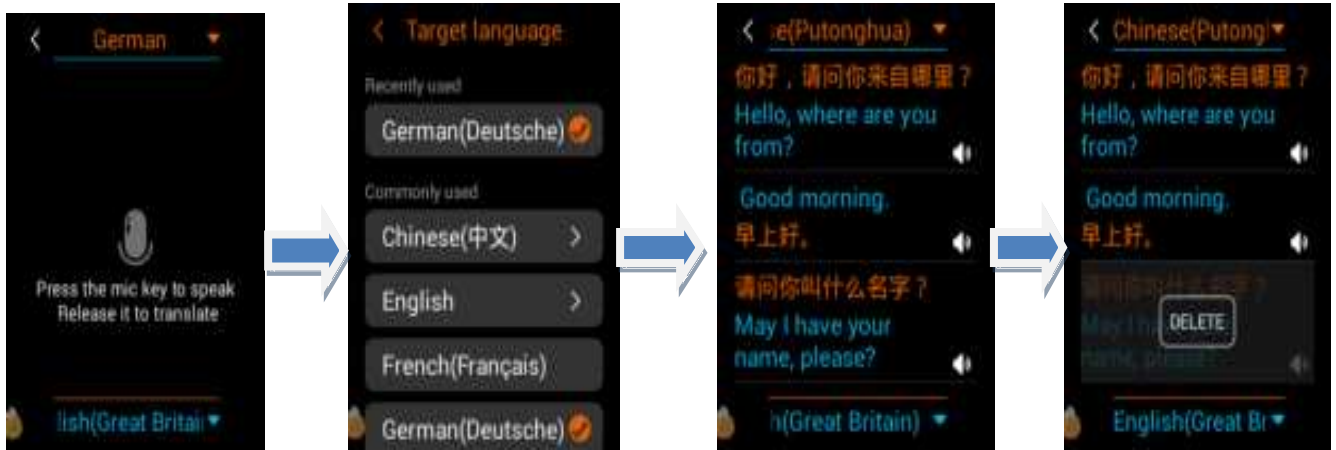 German
Press the mic key to speak
Release it to translate
lish(Great Britai
Target language
Recently used
German(Deutsche)
Commonly used
Chinese(中文)
English
French(Français)
German(Deutsche)
e(Putonghua)
你好，请问你来自哪里？
Hello, where are you
from?
Good morning.
早上好。
请问你叫什么名字？
May I have your
name, please?
h(Great Britain)
Chinese(Putong
你好，请问你来自哪里？
Hello, where are you
from?
Good morning.
早上好。
DELETE
English(Great Br